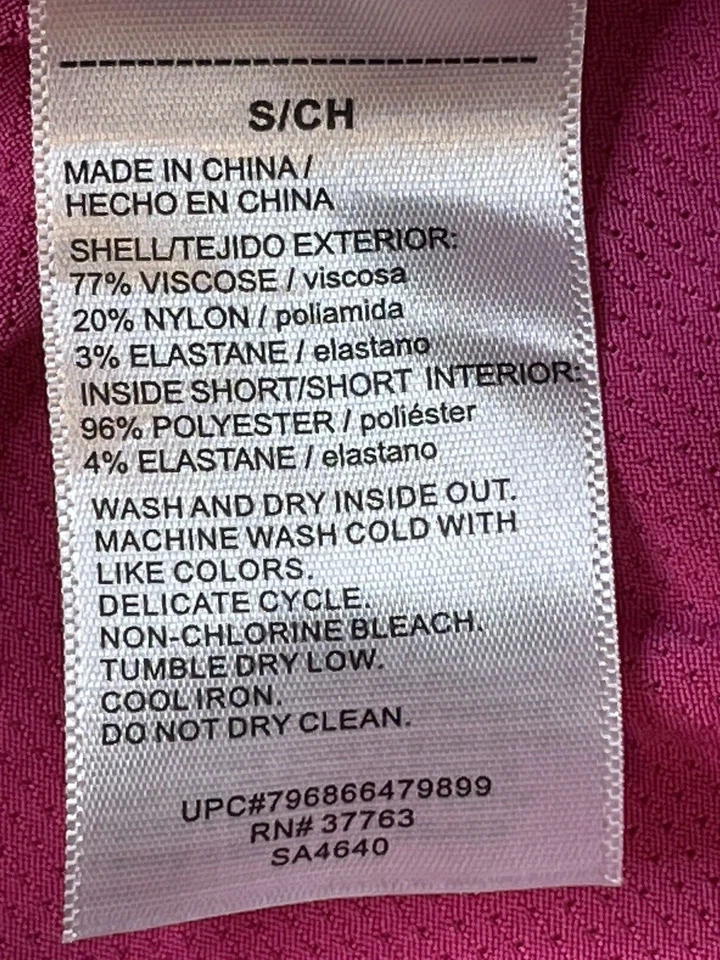 S/CH
MADE IN CHINA /
HECHO EN CHINA
SHELL/TEJIDO EXTERIOR:
77% VISCOSE / viscosa
20% NYLON / poliamida
3% ELASTANE / elastano
INSIDE SHORT/SHORT INTERIOR:
96% POLYESTER / poliéster
4% ELASTANE / elastano
WASH AND DRY INSIDE OUT.
MACHINE WASH COLD WITH
LIKE COLORS.
DELICATE CYCLE.
NON-CHLORINE BLEACH.
TUMBLE DRY LOW.
COOL IRON.
DO NOT DRY CLEAN.
UPC#796866479899
RN# 37763
SA4640